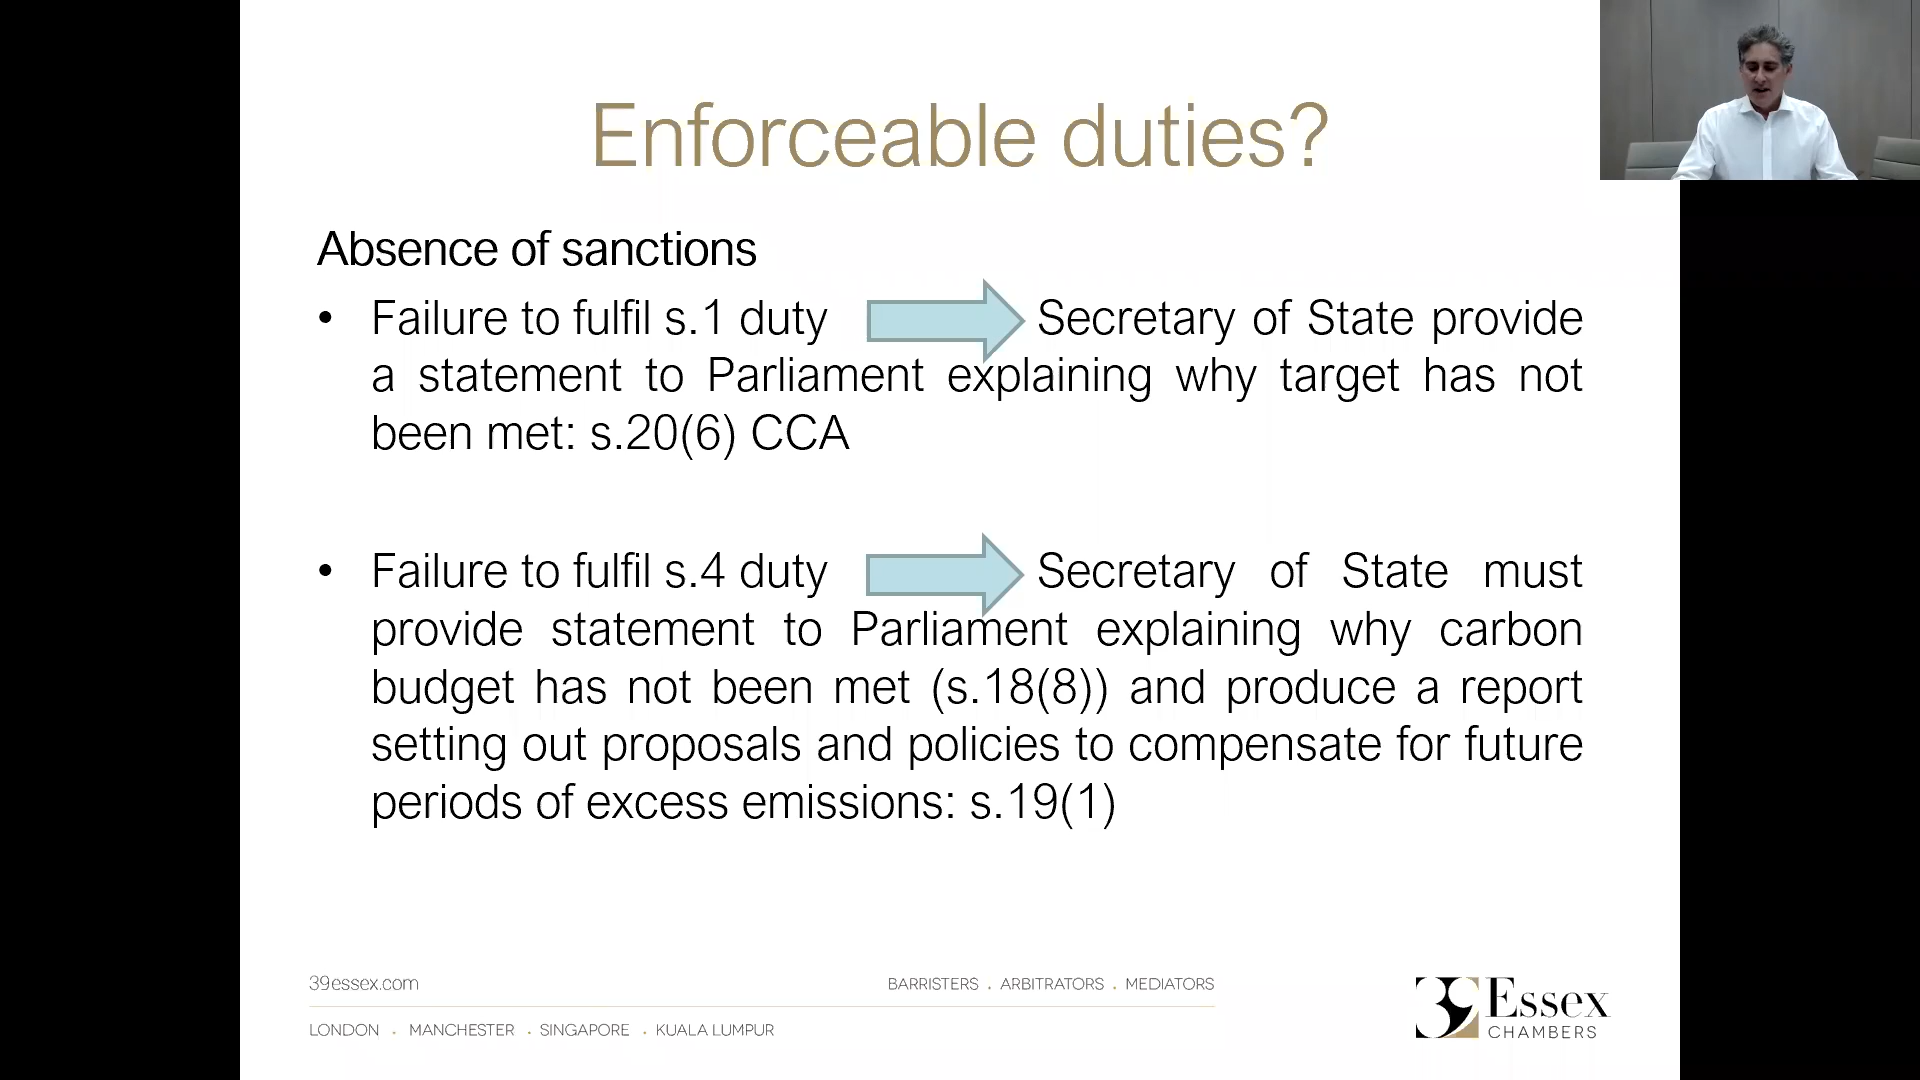 Enforceable duties?
Absence of sanctions
• Failure to fulfil s.1 duty Secretary of State provide
a statement to Parliament explaining why target has not
been met: s.20(6) CCA
• Failure to fulfil s.4 duty Secretary of State must
provide statement to Parliament explaining why carbon
budget has not been met (s.18(8)) and produce a report
setting out proposals and policies to compensate for future
periods of excess emissions: s.19(1)
39essex.com
BARRISTERS . ARBITRATORS . MEDIATORS
LONDON . MANCHESTER . SINGAPORE . KUALA LUMPUR
39 Essex
CHAMBERS